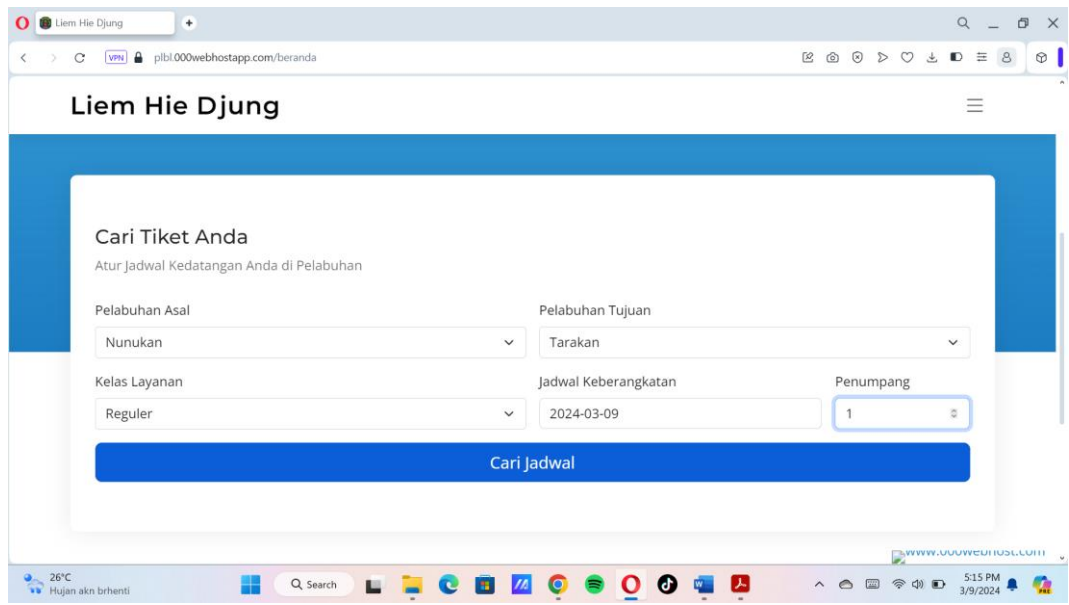 Liem Hie Djung
VPN
plbl.000webhostapp.com/beranda
Liem Hie Djung
Cari Tiket Anda
Atur Jadwal Kedatangan Anda di Pelabuhan
Pelabuhan Asal
Pelabuhan Tujuan
Nunukan
Tarakan
Kelas Layanan
Jadwal Keberangkatan
Penumpang
Reguler
2024-03-09
1
Cari Jadwal
www.000webhost.com
26°C
Hujan akn brhenti
Search
5:15 PM
3/9/2024
PRE